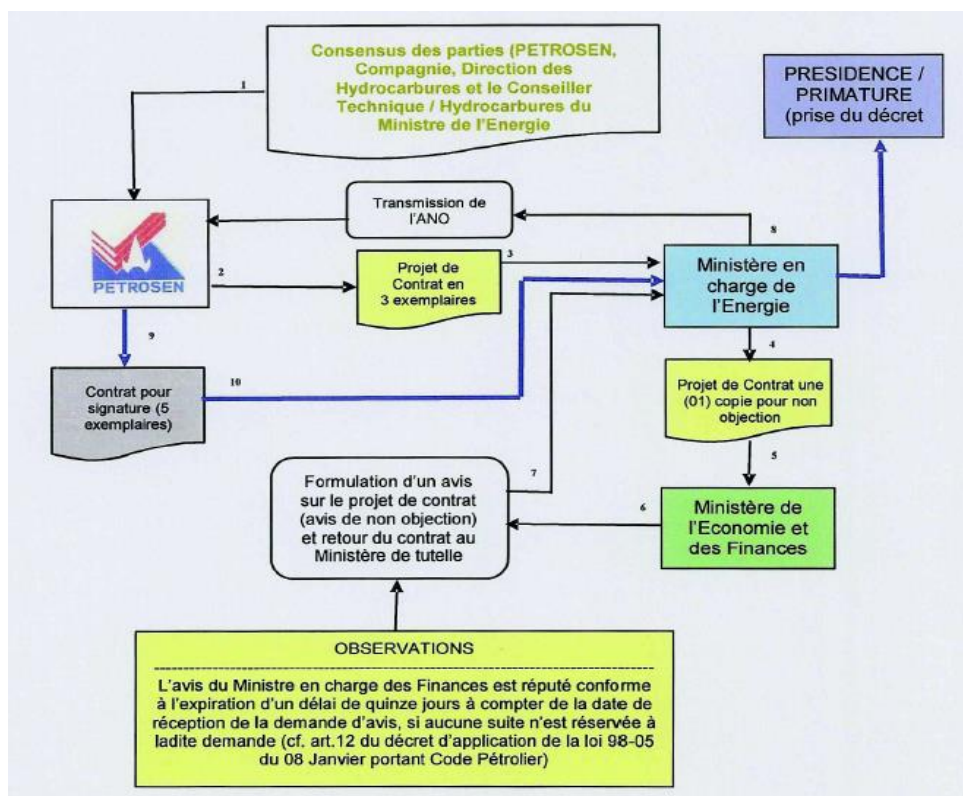 Consensus des parties (PETROSEN,
Compagnie, Direction des
Hydrocarbures et le Conseiller
Technique / Hydrocarbures du
Ministre de l'Energie
PRESIDENCE /
PRIMATURE
(prise du décret
1
Transmission de
l'ANO
8
PETROSEN
2
Projet de
Contrat en
3 exemplaires
3
Ministère en
charge de
l'Energie
9
10
4
Contrat pour
signature (5
exemplaires)
Projet de Contrat une
(01) copie pour non
objection
5
7
Formulation d'un avis
sur le projet de contrat
(avis de non objection)
et retour du contrat au
Ministère de tutelle
6
Ministère de
l'Economie et
des Finances
OBSERVATIONS
L'avis du Ministre en charge des Finances est réputé conforme
à l'expiration d'un délai de quinze jours à compter de la date de
réception de la demande d'avis, si aucune suite n'est réservée à
ladite demande (cf. art.12 du décret d'application de la loi 98-05
du 08 Janvier portant Code Pétrolier)